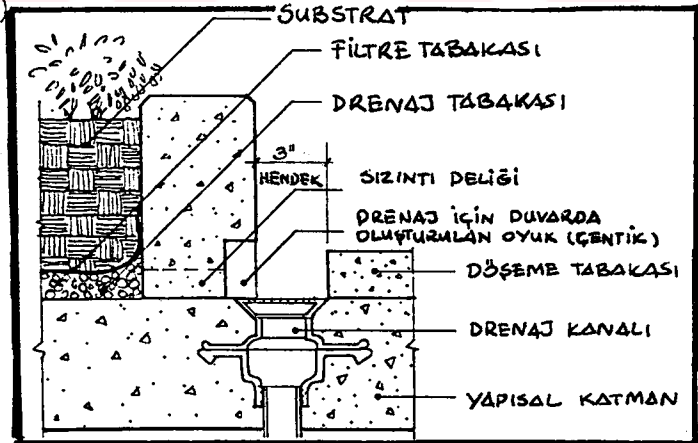 SUBSTRAT
FİLTRE TABAKASI
DRENAJ TABAKASI
3"
HENDEK
SIZINTI DELİĞİ
DRENAJ İÇİN DUVARDA
OLUŞTURULAN OYUK (ÇENTİK)
DÖŞEME TABAKASI
DRENAJ KANALI
YAPISAL KATMAN